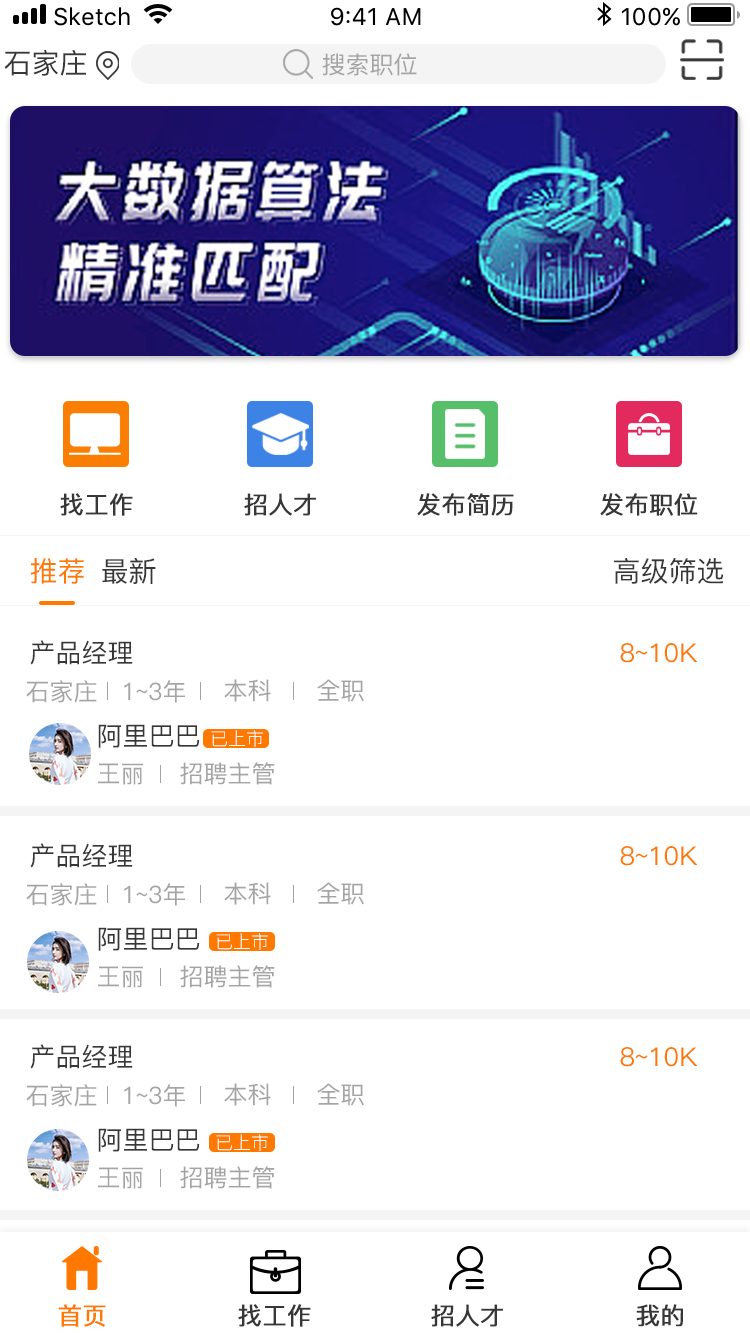 Sketch 9:41 AM 100%
石家庄 搜索职位
大数据算法
精准匹配
找工作 招人才 发布简历 发布职位
推荐 最新 高级筛选
产品经理 8~10K
石家庄 1~3年 本科 全职
阿里巴巴 已上市
王丽 招聘主管
产品经理 8~10K
石家庄 1~3年 本科 全职
阿里巴巴 已上市
王丽 招聘主管
产品经理 8~10K
石家庄 1~3年 本科 全职
阿里巴巴 已上市
王丽 招聘主管
首页 找工作 招人才 我的